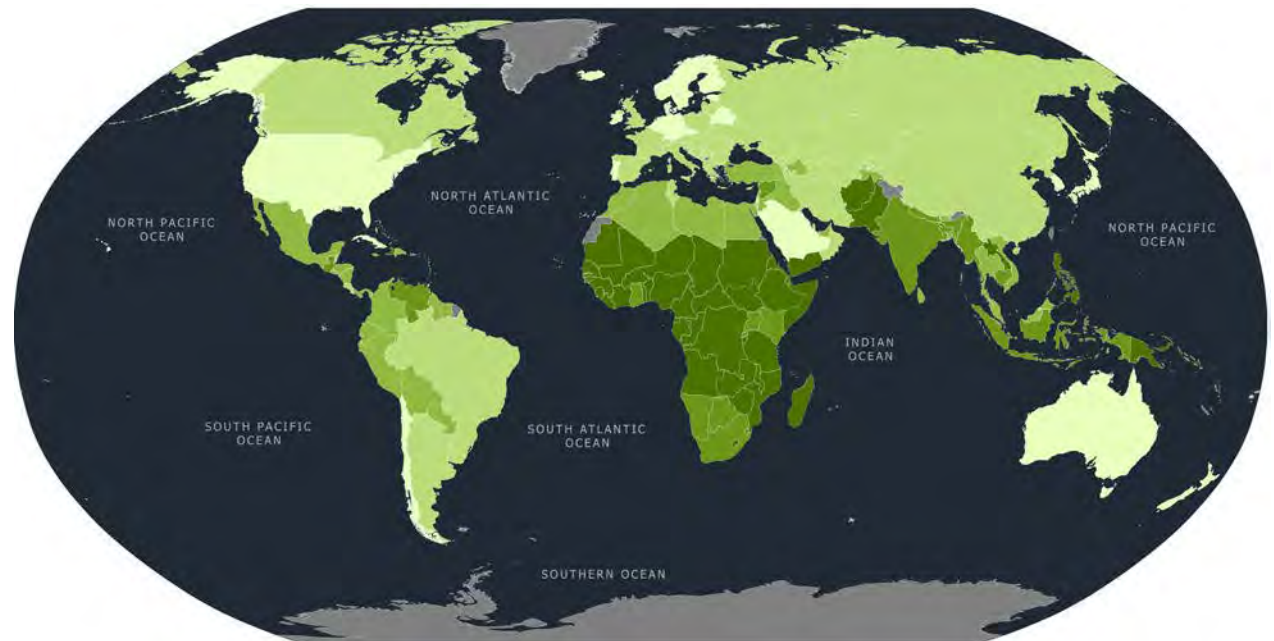 NORTH ATLANTIC
OCEAN
NORTH PACIFIC
OCEAN
NORTH PACIFIC
OCEAN
INDIAN
OCEAN
SOUTH PACIFIC
OCEAN
SOUTH ATLANTIC
OCEAN
SOUTHERN OCEAN